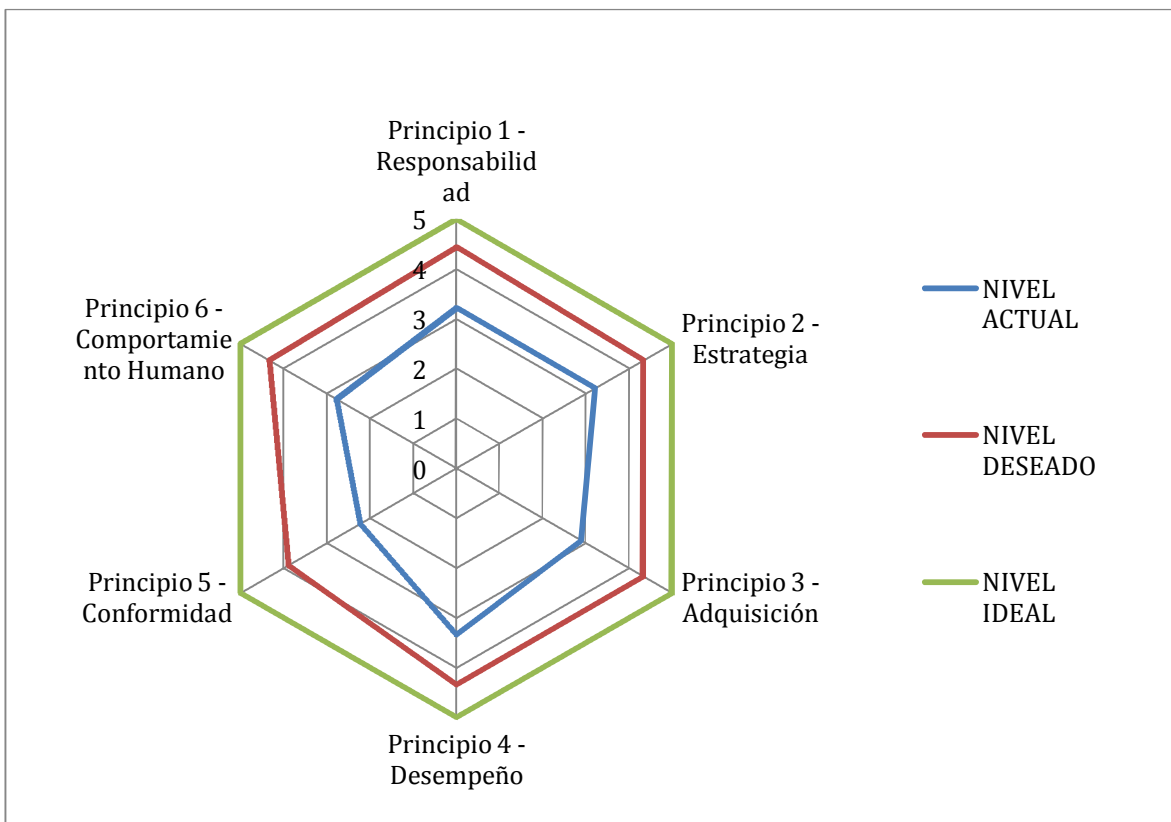 Principio 1 -
Responsabilid
ad
5
4
3
2
1
0
Principio 2 -
Estrategia
Principio 3 -
Adquisición
Principio 4 -
Desempeño
Principio 5 -
Conformidad
Principio 6 -
Comportamie
nto Humano
NIVEL
ACTUAL
NIVEL
DESEADO
NIVEL
IDEAL